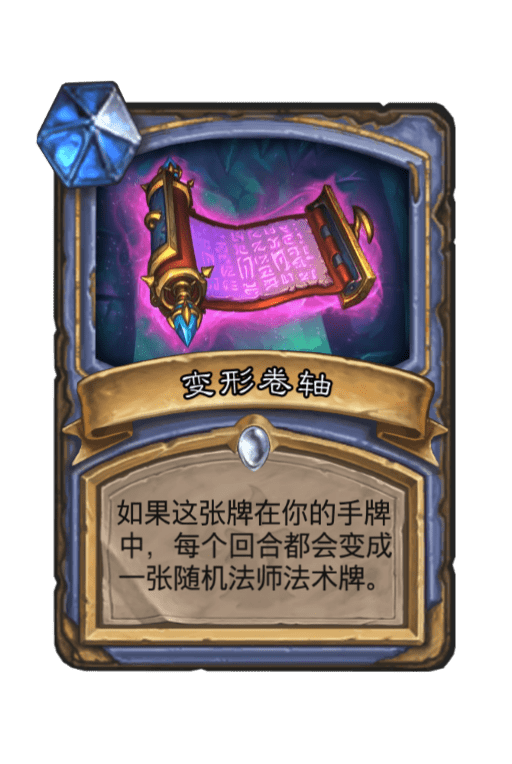 变形卷轴
如果这张牌在你的手牌
中，每个回合都会变成
一张随机法师法术牌。